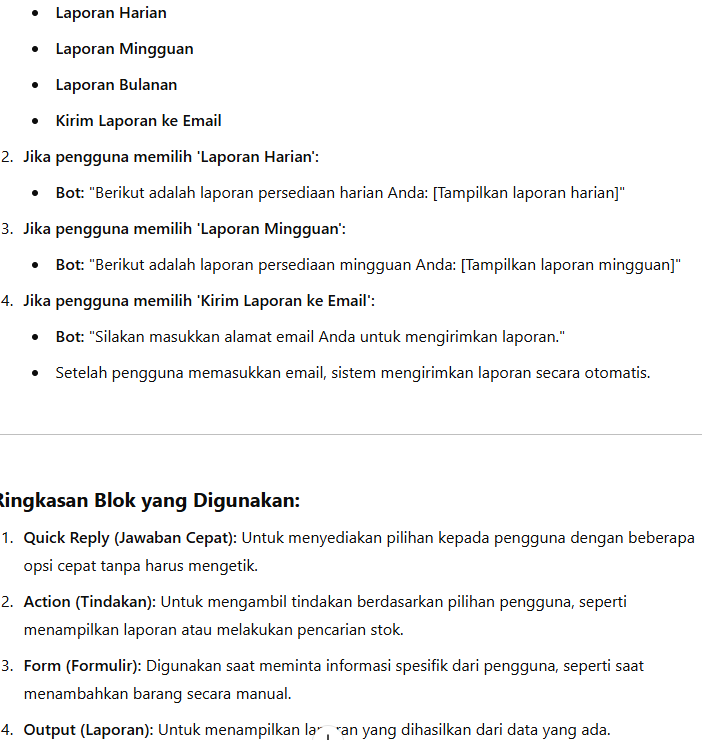 • Laporan Harian
• Laporan Mingguan
• Laporan Bulanan
• Kirim Laporan ke Email
2. Jika pengguna memilih 'Laporan Harian':
• Bot: "Berikut adalah laporan persediaan harian Anda: [Tampilkan laporan harian]"
3. Jika pengguna memilih 'Laporan Mingguan':
• Bot: "Berikut adalah laporan persediaan mingguan Anda: [Tampilkan laporan mingguan]"
4. Jika pengguna memilih 'Kirim Laporan ke Email':
• Bot: "Silakan masukkan alamat email Anda untuk mengirimkan laporan."
• Setelah pengguna memasukkan email, sistem mengirimkan laporan secara otomatis.
Ringkasan Blok yang Digunakan:
1. Quick Reply (Jawaban Cepat): Untuk menyediakan pilihan kepada pengguna dengan beberapa
opsi cepat tanpa harus mengetik.
2. Action (Tindakan): Untuk mengambil tindakan berdasarkan pilihan pengguna, seperti
menampilkan laporan atau melakukan pencarian stok.
3. Form (Formulir): Digunakan saat meminta informasi spesifik dari pengguna, seperti saat
menambahkan barang secara manual.
4. Output (Laporan): Untuk menampilkan laporan yang dihasilkan dari data yang ada.